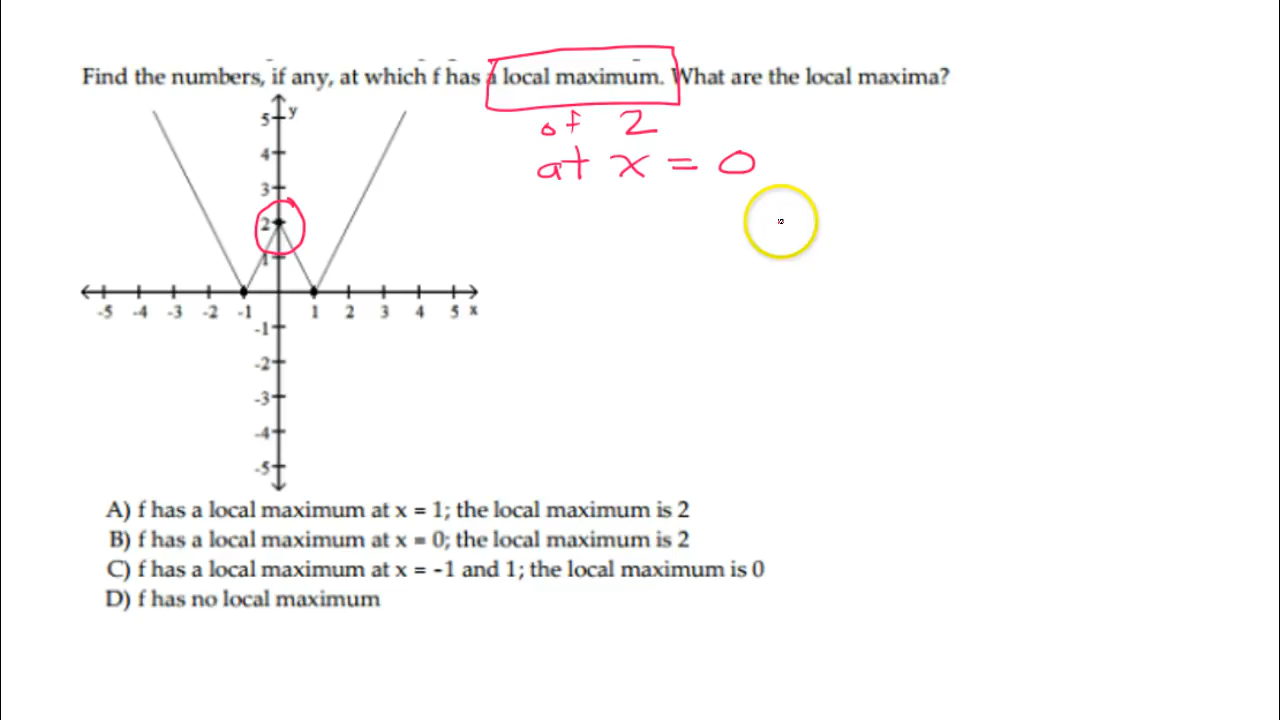 Find the numbers, if any, at which f has a local maximum. What are the local maxima?
of 2
at x = 0
y
5
4
3
2
1
-5 -4 -3 -2 -1 1 2 3 4 5 x
-1
-2
-3
-4
-5
A) f has a local maximum at x = 1; the local maximum is 2
B) f has a local maximum at x = 0; the local maximum is 2
C) f has a local maximum at x = -1 and 1; the local maximum is 0
D) f has no local maximum